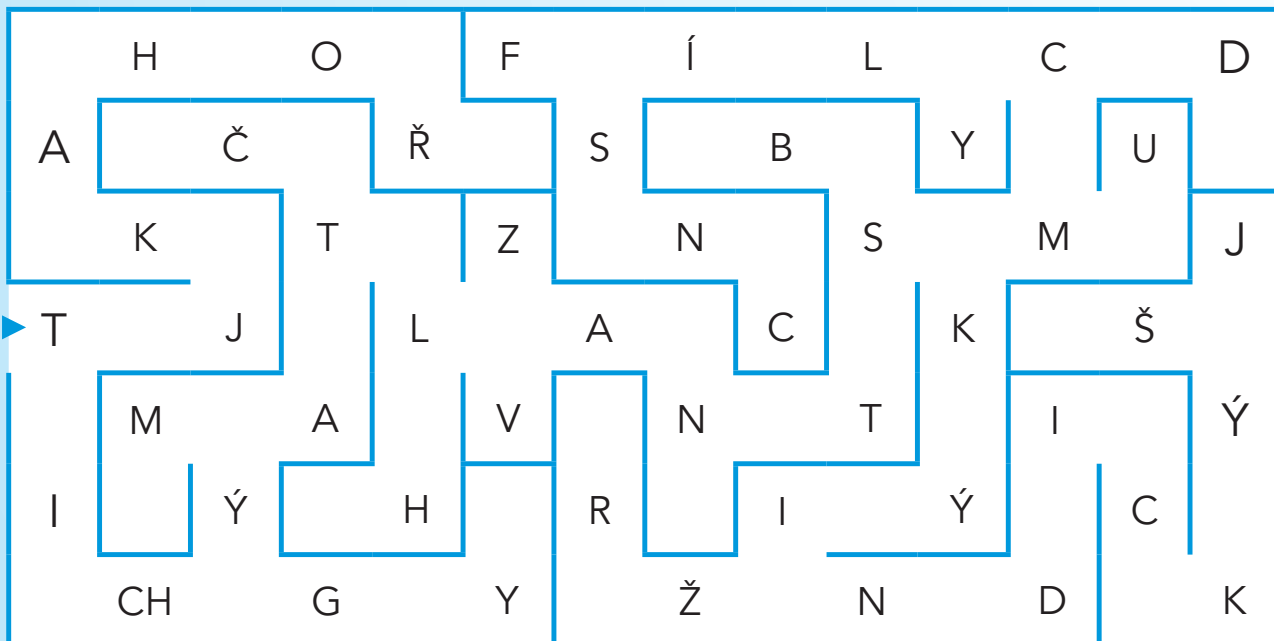 H O F Í L C D
A Č Ř S B Y U
K T Z N S M J
T J L A C K Š
M A V N T I Ý
I Ý H R I Ý C
CH G Y Ž N D K